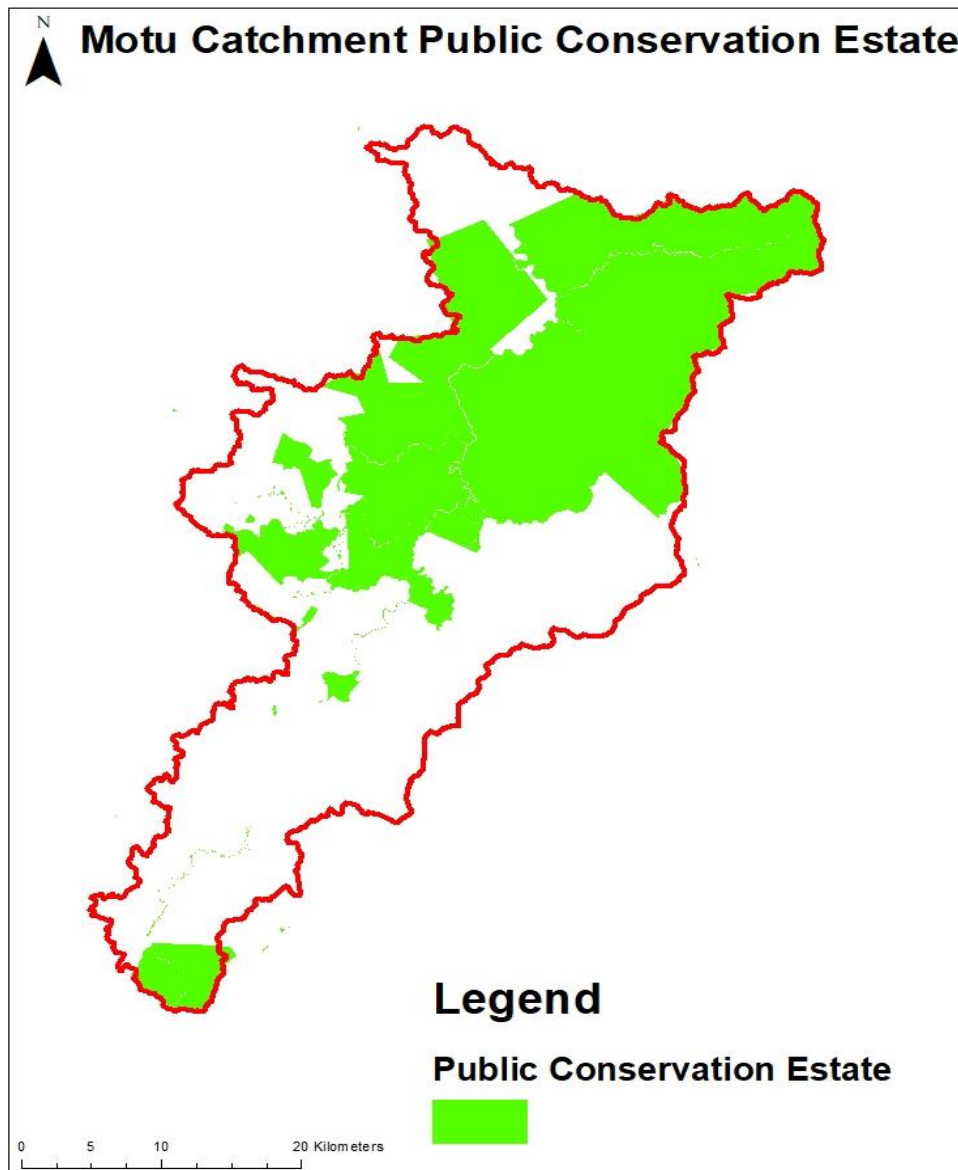 N
Motu Catchment Public Conservation Estate
Legend
Public Conservation Estate
0 5 10 20 Kilometers